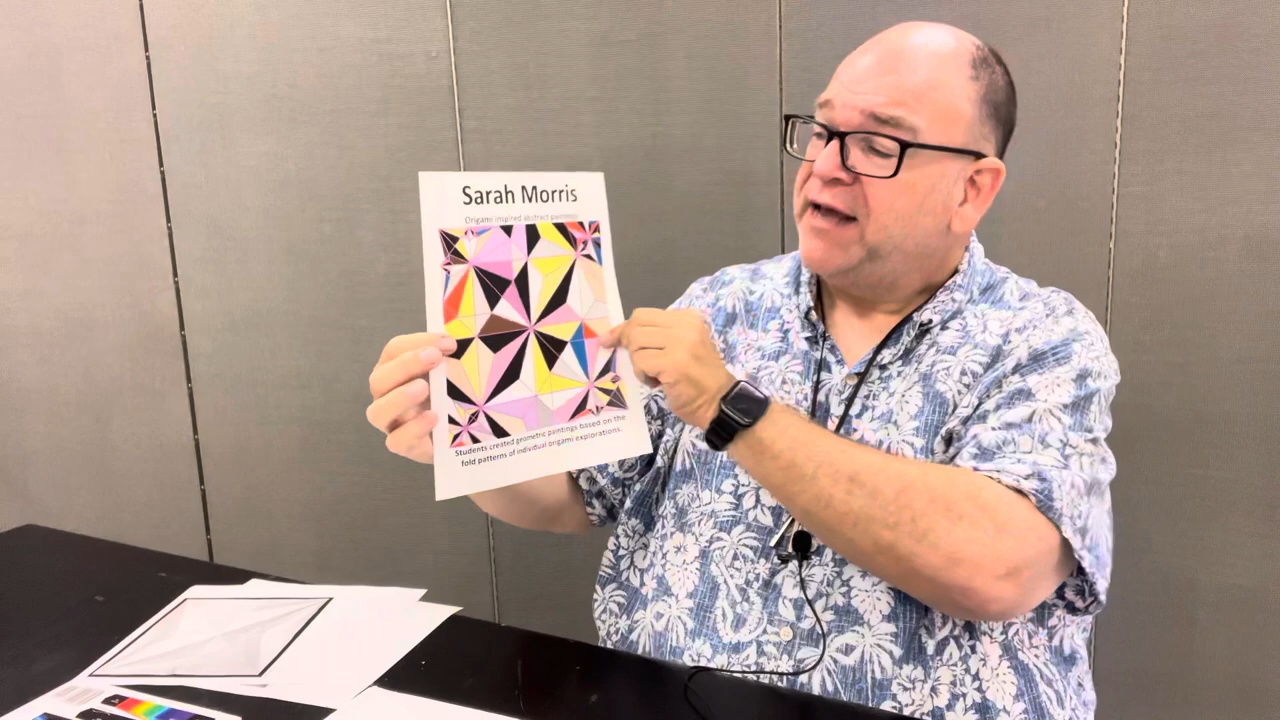 Sarah Morris
Origami inspired abstract paintings
Students created geometric paintings based on the
fold patterns of individual origami explorations.